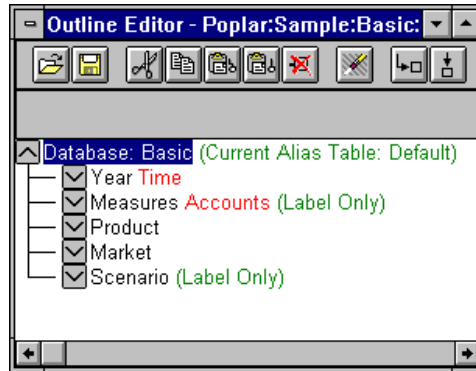 Outline Editor - Poplar:Sample:Basic:
Database: Basic (Current Alias Table: Default)
Year Time
Measures Accounts (Label Only)
Product
Market
Scenario (Label Only)